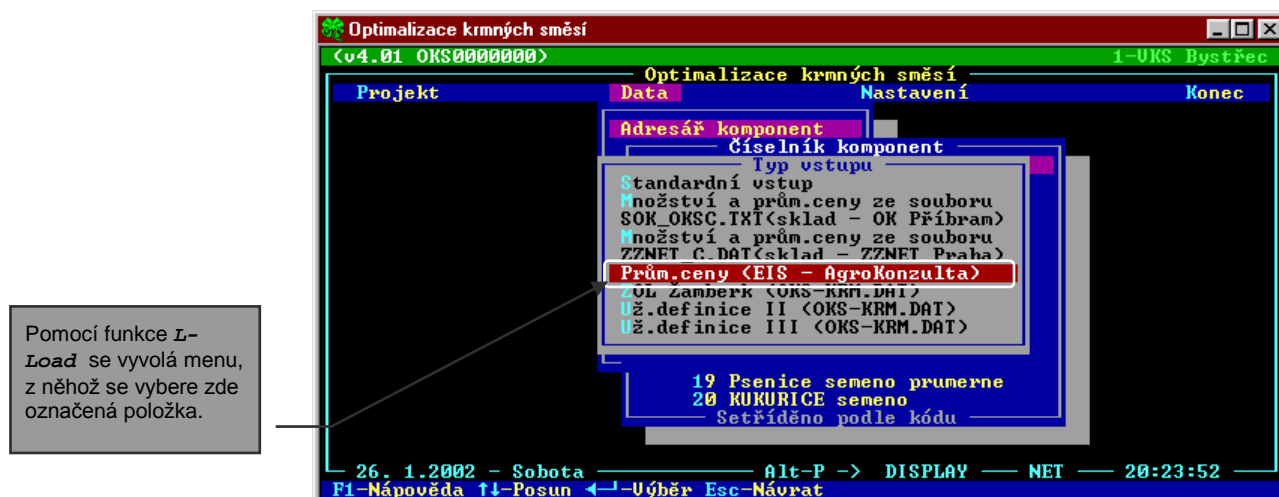 Optimalizace krmných směsí
(v4.01 OKS0000000) 1-VKS Bystřec
Optimalizace krmných směsí
Projekt Data Nastavení Konec
Adresář komponent
Číselník komponent
Typ vstupu
Standardní vstup
Množství a prům.ceny ze souboru
SOK_OKSC.TXT(sklad - OK Příbram)
Množství a prům.ceny ze souboru
ZZNET_C.DAT(sklad - ZZNET Praha)
Prům.ceny (EIS - AgroKonzulta)
ZOL Žamberk (OKS-KRM.DAT)
Už.definice II (OKS-KRM.DAT)
Už.definice III (OKS-KRM.DAT)
19 Psenice semeno prumerne
20 KUKURICE semeno
Setříděno podle kódu
26. 1.2002 - Sobota Alt-P -> DISPLAY NET 20:23:52
F1-Nápověda ↑↓-Posun ◄─┘-Výběr Esc-Návrat
Pomocí funkce L-
Load se vyvolá menu,
z něhož se vybere zde
označená položka.